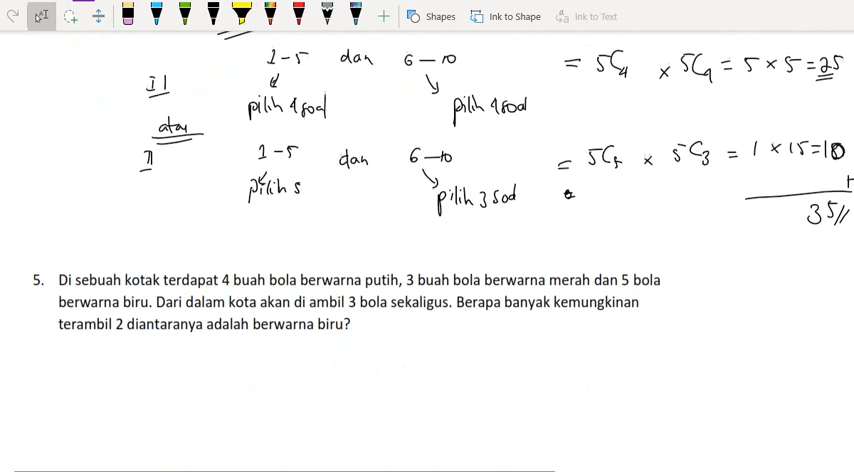 Shapes Ink to Shape Ink to Text
1-5 dan 6-10 = 5C4 x 5C4 = 5 x 5 = 25
II
pilih 4 soal pilih 4 soal
atau
1-5 dan 6-10 = 5C5 x 5C3 = 1 x 15 = 10
pilih 5 pilih 3 soal
35//
5. Di sebuah kotak terdapat 4 buah bola berwarna putih, 3 buah bola berwarna merah dan 5 bola
berwarna biru. Dari dalam kota akan di ambil 3 bola sekaligus. Berapa banyak kemungkinan
terambil 2 diantaranya adalah berwarna biru?